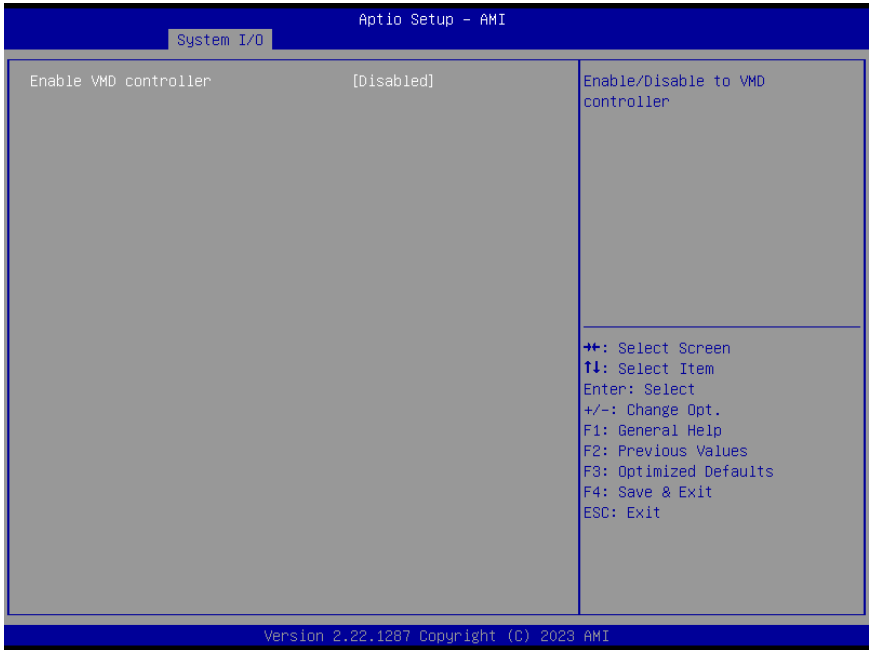 Aptio Setup – AMI
System I/O
Enable VMD controller [Disabled]
Enable/Disable to VMD
controller
→←: Select Screen
↑↓: Select Item
Enter: Select
+/-: Change Opt.
F1: General Help
F2: Previous Values
F3: Optimized Defaults
F4: Save & Exit
ESC: Exit
Version 2.22.1287 Copyright (C) 2023 AMI